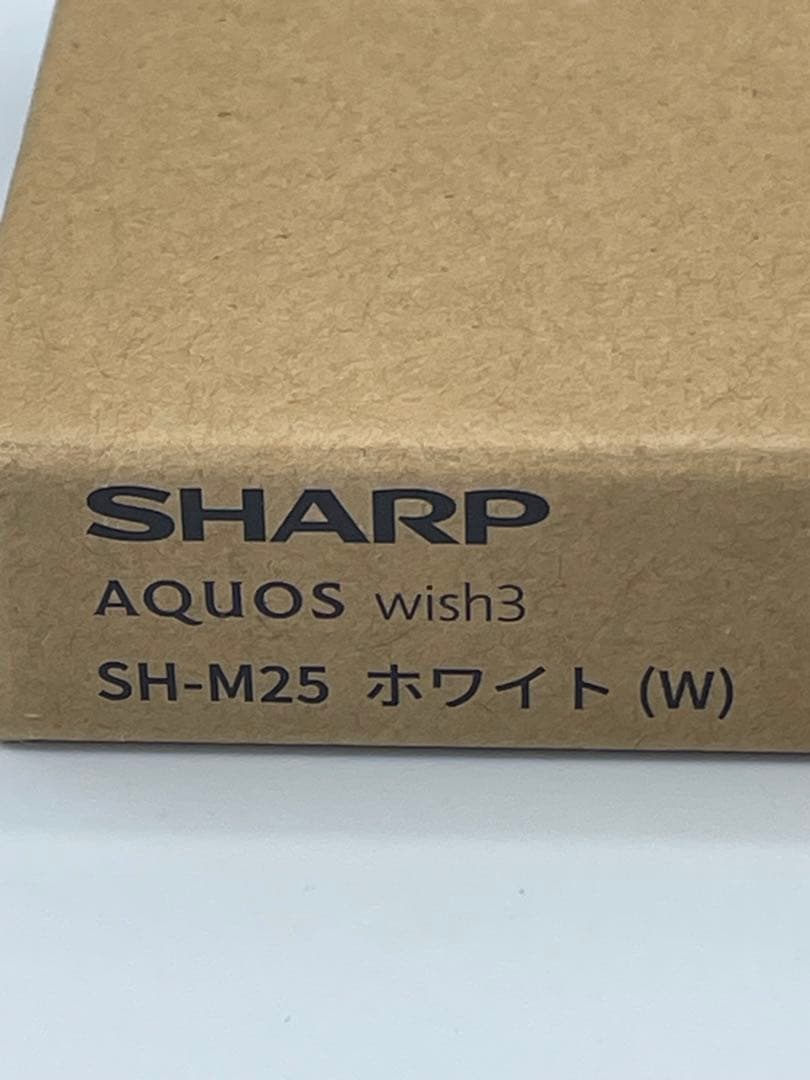 SHARP
AQUOS wish3
SH-M25 ホワイト (W)